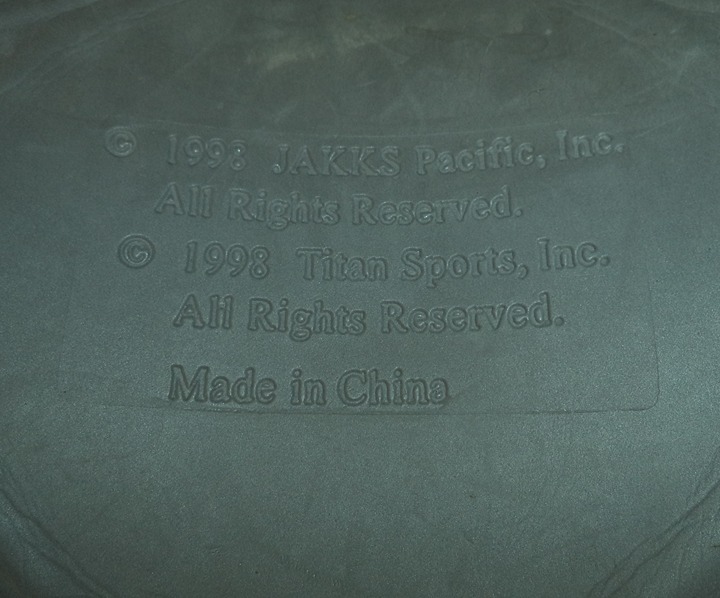 © 1998 JAKKS Pacific, Inc.
All Rights Reserved.
© 1998 Titan Sports, Inc.
All Rights Reserved.
Made in China